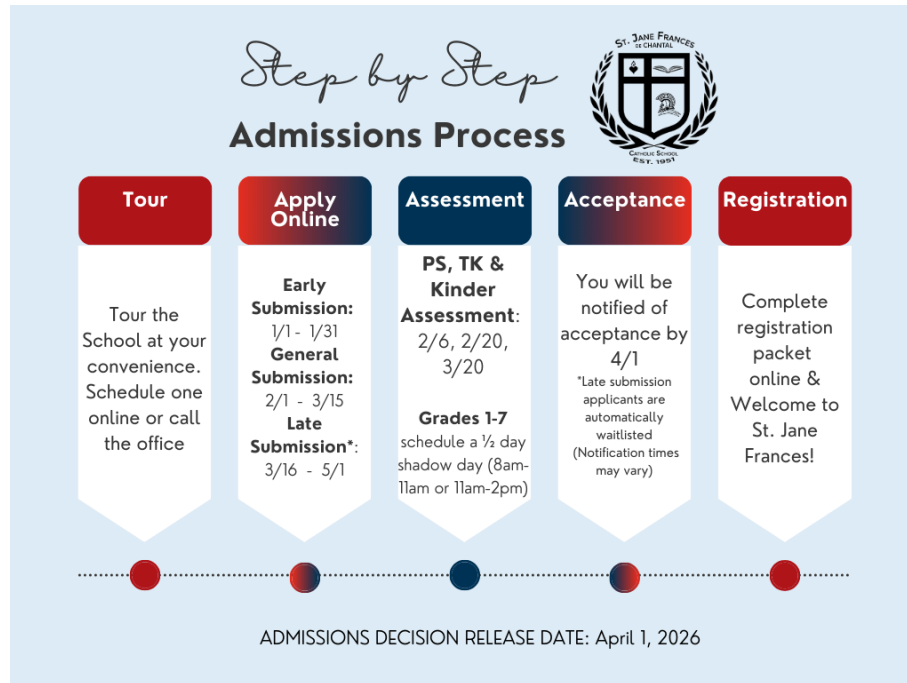 Step by Step
Admissions Process
ST. JANE FRANCES
DE CHANTAL
CATHOLIC SCHOOL
EST. 1951
Tour
Tour the
School at your
convenience.
Schedule one
online or call
the office
Apply
Online
Early
Submission:
1/1 - 1/31
General
Submission:
2/1 - 3/15
Late
Submission*:
3/16 - 5/1
Assessment
PS, TK &
Kinder
Assessment:
2/6, 2/20,
3/20
Grades 1-7
schedule a ½ day
shadow day (8am-
11am or 11am-2pm)
Acceptance
You will be
notified of
acceptance by
4/1
*Late submission
applicants are
automatically
waitlisted
(Notification times
may vary)
Registration
Complete
registration
packet
online &
Welcome to
St. Jane
Frances!
ADMISSIONS DECISION RELEASE DATE: April 1, 2026